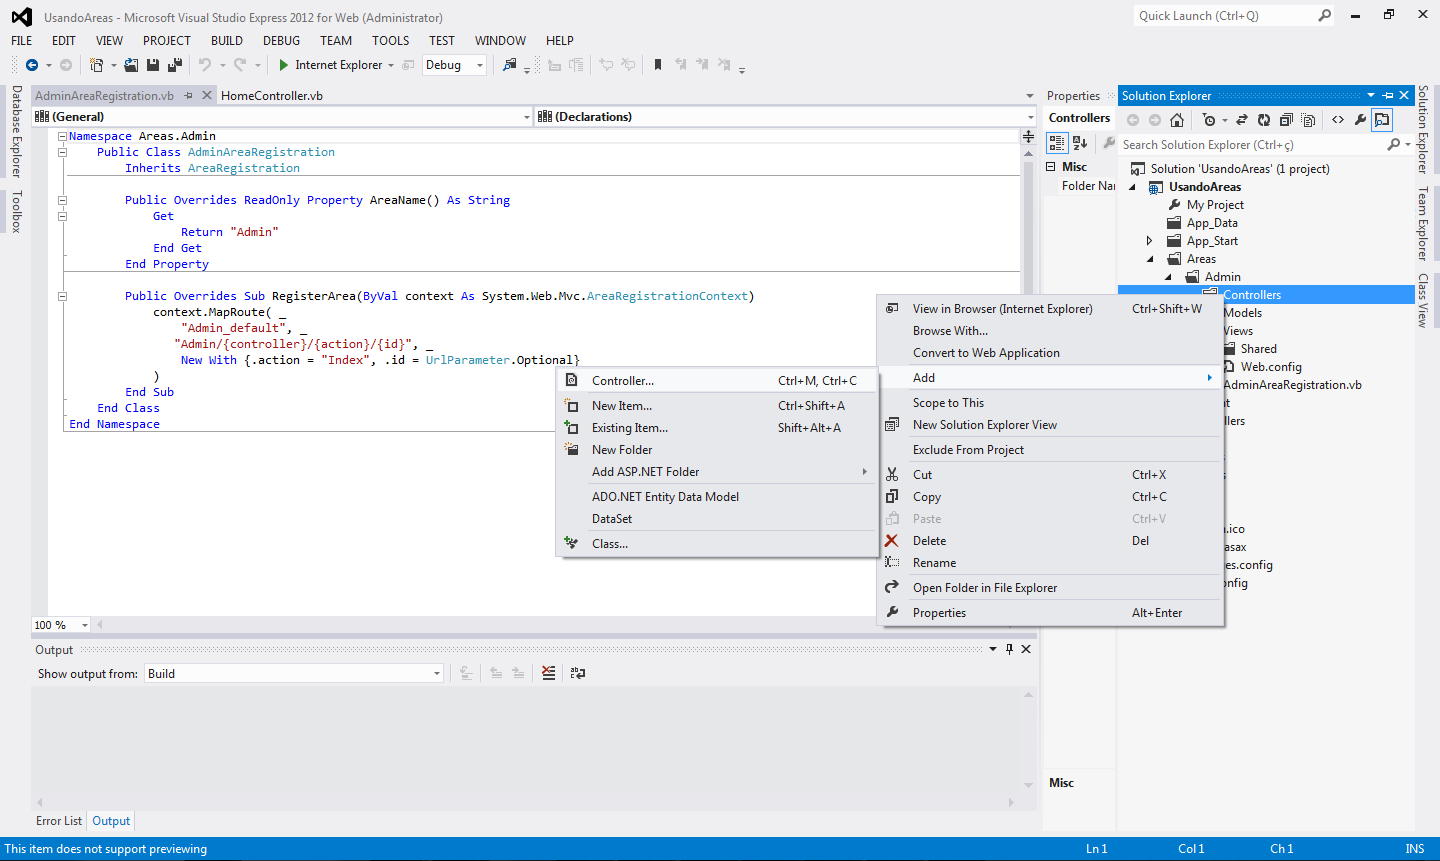 UsandoAreas - Microsoft Visual Studio Express 2012 for Web (Administrator)
Quick Launch (Ctrl+Q)
FILE EDIT VIEW PROJECT BUILD DEBUG TEAM TOOLS TEST WINDOW HELP
Internet Explorer Debug
Database Explorer
Toolbox
AdminAreaRegistration.vb HomeController.vb
(General) (Declarations)
Namespace Areas.Admin
Public Class AdminAreaRegistration
Inherits AreaRegistration
Public Overrides ReadOnly Property AreaName() As String
Get
Return "Admin"
End Get
End Property
Public Overrides Sub RegisterArea(ByVal context As System.Web.Mvc.AreaRegistrationContext)
context.MapRoute( _
"Admin_default", _
"Admin/{controller}/{action}/{id}", _
New With {.action = "Index", .id = UrlParameter.Optional}
)
End Sub
End Class
End Namespace
100 %
Controller... Ctrl+M, Ctrl+C
New Item... Ctrl+Shift+A
Existing Item... Shift+Alt+A
New Folder
Add ASP.NET Folder
ADO.NET Entity Data Model
DataSet
Class...
View in Browser (Internet Explorer) Ctrl+Shift+W
Browse With...
Convert to Web Application
Add
Scope to This
New Solution Explorer View
Exclude From Project
Cut Ctrl+X
Copy Ctrl+C
Paste Ctrl+V
Delete Del
Rename
Open Folder in File Explorer
Properties Alt+Enter
Properties
Controllers
Misc
Folder Nar
Misc
Solution Explorer
Search Solution Explorer (Ctrl+ç)
Solution 'UsandoAreas' (1 project)
UsandoAreas
My Project
App_Data
App_Start
Areas
Admin
Controllers
Models
Views
Shared
Web.config
AdminAreaRegistration.vb
nt
llers
s
s
n.ico
asax
es.config
nfig
Solution Explorer
Team Explorer
Class View
Output
Show output from: Build
Error List Output
This item does not support previewing
Ln 1 Col 1 Ch 1 INS